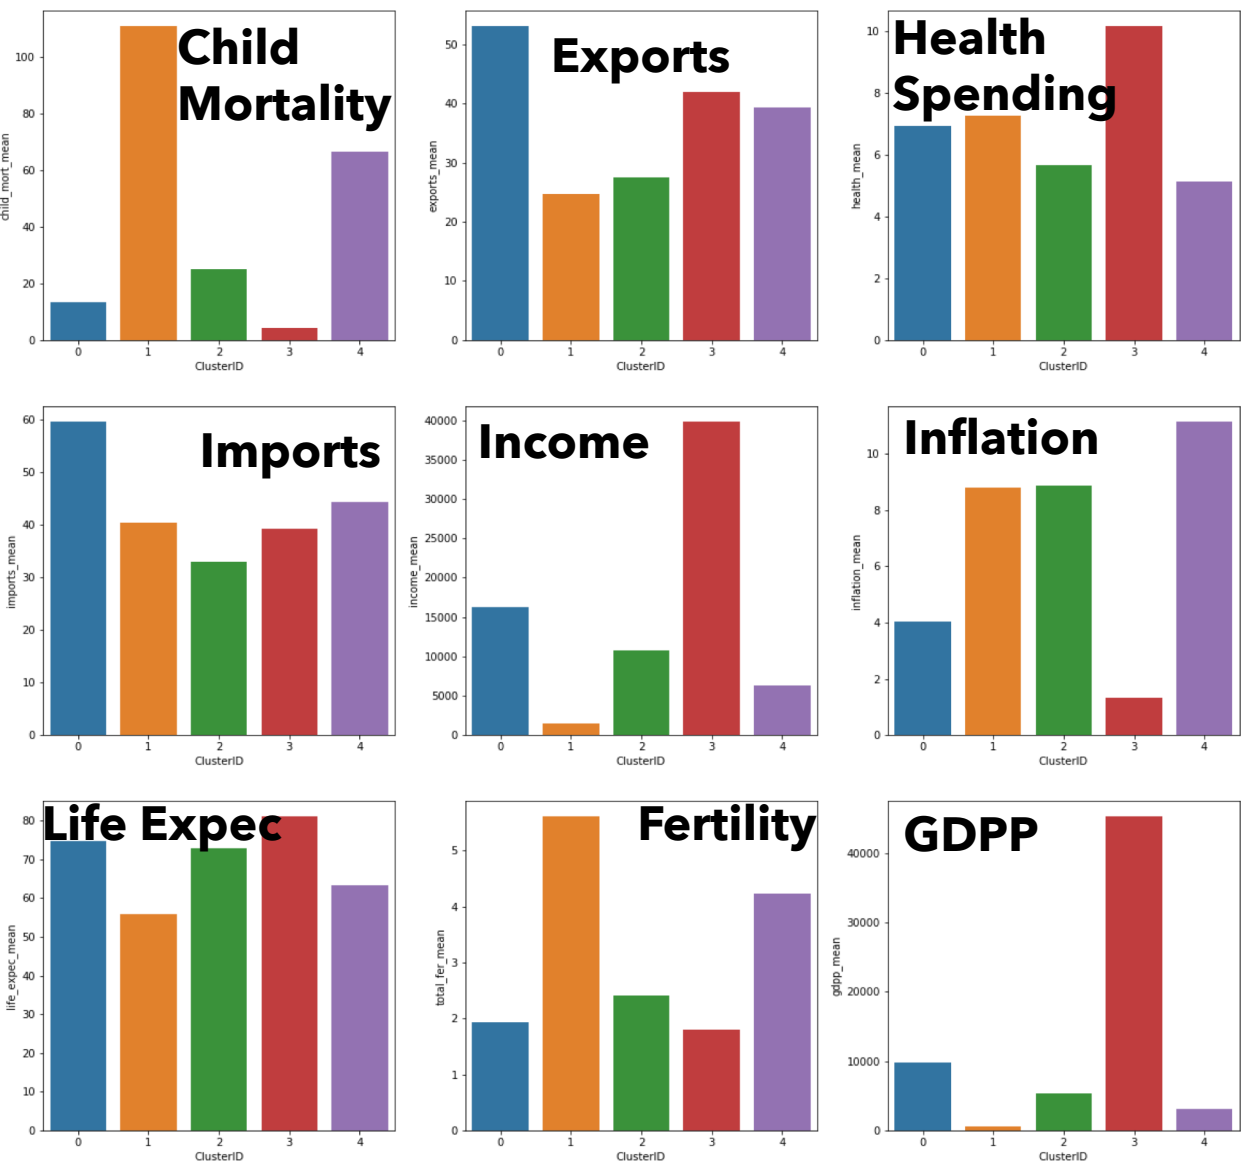 Child
Mortality
child_mort_mean
100
80
60
40
20
0
0 1 2 3 4
ClusterID
Exports
exports_mean
50
40
30
20
10
0
0 1 2 3 4
ClusterID
Health
Spending
health_mean
10
8
6
4
2
0
0 1 2 3 4
ClusterID
Imports
imports_mean
60
50
40
30
20
10
0
0 1 2 3 4
ClusterID
Income
income_mean
40000
35000
30000
25000
20000
15000
10000
5000
0
0 1 2 3 4
ClusterID
Inflation
inflation_mean
10
8
6
4
2
0
0 1 2 3 4
ClusterID
Life Expec
life_expec_mean
80
70
60
50
40
30
20
10
0
0 1 2 3 4
ClusterID
Fertility
total_fer_mean
5
4
3
2
1
0
0 1 2 3 4
ClusterID
GDPP
gdpp_mean
40000
30000
20000
10000
0
0 1 2 3 4
ClusterID